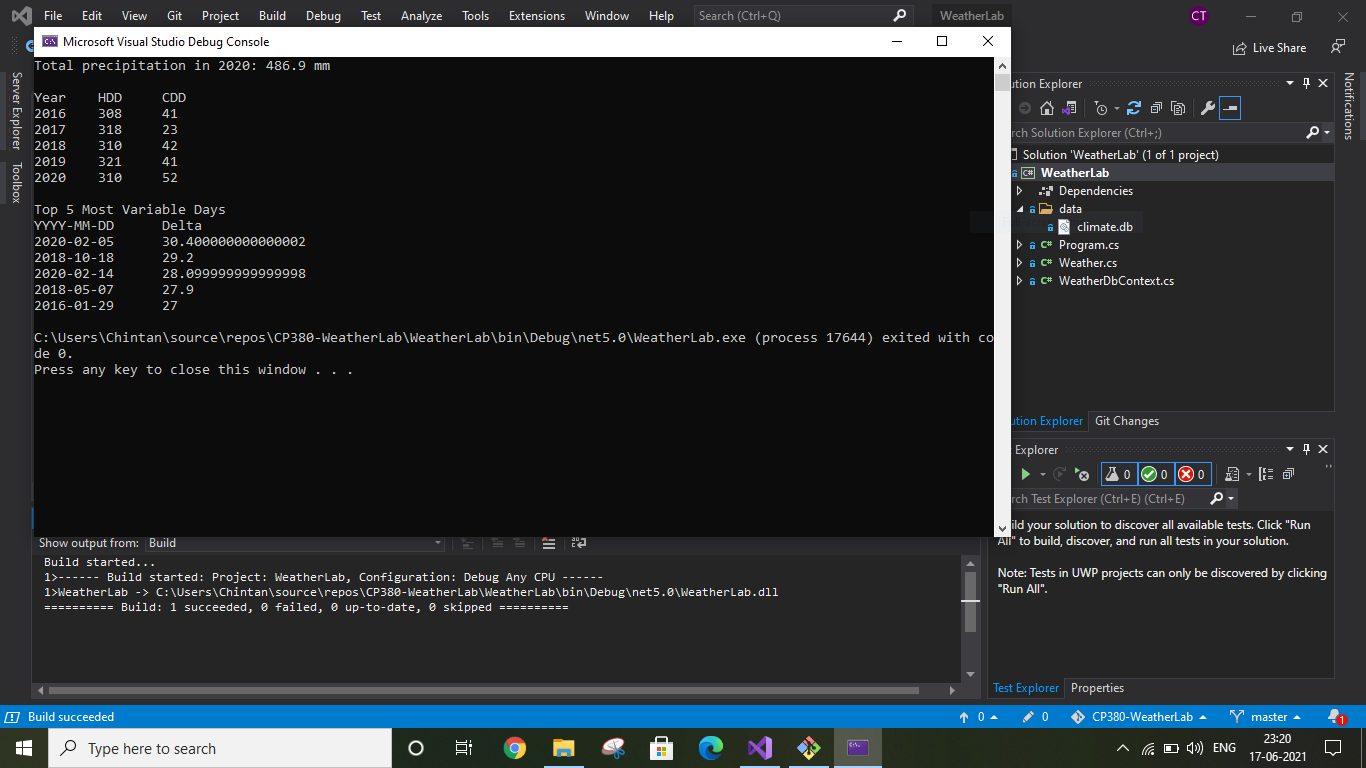 File Edit View Git Project Build Debug Test Analyze Tools Extensions Window Help Search (Ctrl+Q) WeatherLab CT
Microsoft Visual Studio Debug Console
Live Share
Total precipitation in 2020: 486.9 mm
Year HDD CDD
2016 308 41
2017 318 23
2018 310 42
2019 321 41
2020 310 52
Top 5 Most Variable Days
YYYY-MM-DD Delta
2020-02-05 30.400000000000002
2018-10-18 29.2
2020-02-14 28.099999999999998
2018-05-07 27.9
2016-01-29 27
C:\Users\Chintan\source\repos\CP380-WeatherLab\WeatherLab\bin\Debug\net5.0\WeatherLab.exe (process 17644) exited with co
de 0.
Press any key to close this window . . .
Server Explorer
Toolbox
ution Explorer
rch Solution Explorer (Ctrl+;)
Solution 'WeatherLab' (1 of 1 project)
C# WeatherLab
Dependencies
data
climate.db
C# Program.cs
C# Weather.cs
C# WeatherDbContext.cs
Notifications
ution Explorer Git Changes
Explorer
0 0 0
rch Test Explorer (Ctrl+E) (Ctrl+E)
ild your solution to discover all available tests. Click "Run
All" to build, discover, and run all tests in your solution.
Note: Tests in UWP projects can only be discovered by clicking
"Run All".
Test Explorer Properties
Show output from: Build
Build started...
1>------ Build started: Project: WeatherLab, Configuration: Debug Any CPU ------
1>WeatherLab -> C:\Users\Chintan\source\repos\CP380-WeatherLab\WeatherLab\bin\Debug\net5.0\WeatherLab.dll
========== Build: 1 succeeded, 0 failed, 0 up-to-date, 0 skipped ==========
Build succeeded 0 0 CP380-WeatherLab master 1
Type here to search
ENG
23:20
17-06-2021